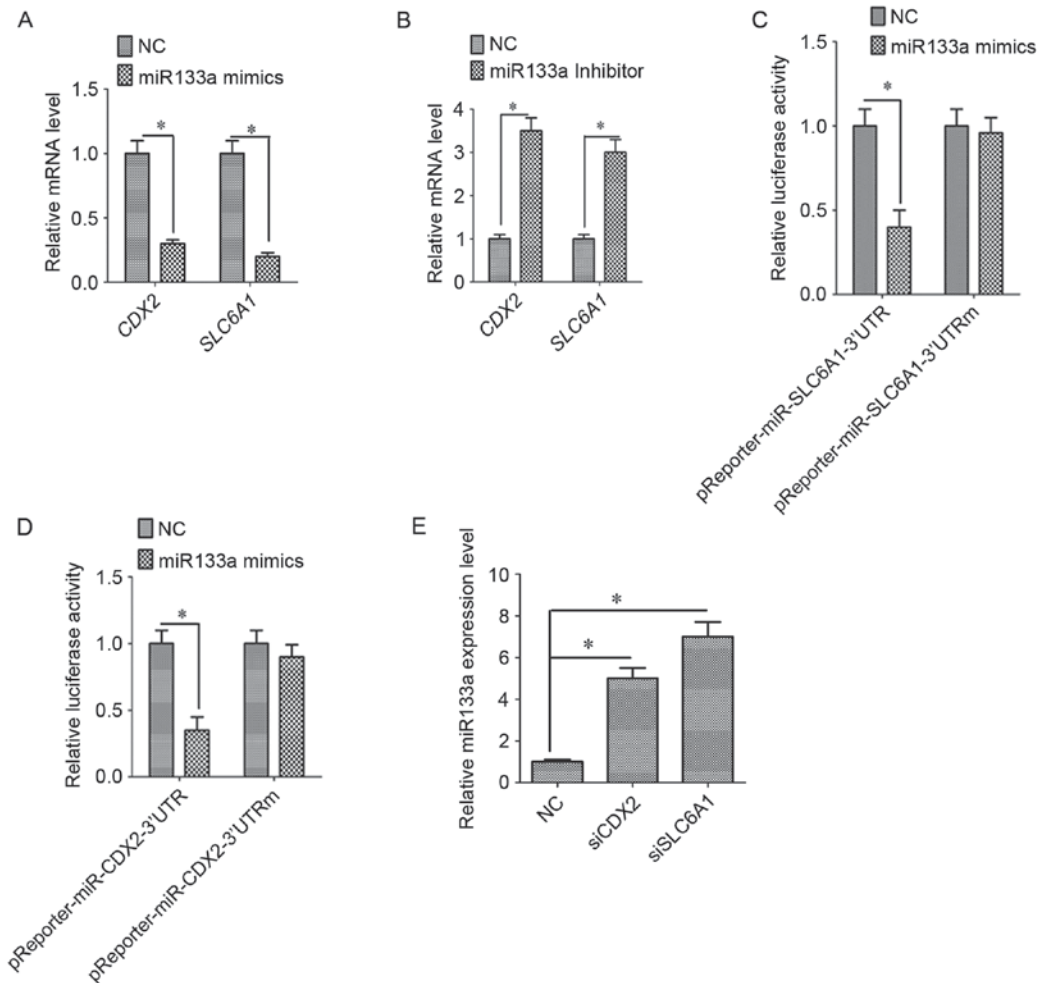 A
NC
miR133a mimics
Relative mRNA level
1.5
1.0
0.5
0.0
*
*
CDX2
SLC6A1
B
NC
miR133a Inhibitor
Relative mRNA level
4
3
2
1
0
*
*
CDX2
SLC6A1
C
NC
miR133a mimics
Relative luciferase activity
1.5
1.0
0.5
0.0
*
pReporter-miR-SLC6A1-3'UTR
pReporter-miR-SLC6A1-3'UTRm
D
NC
miR133a mimics
Relative luciferase activity
1.5
1.0
0.5
0.0
*
pReporter-miR-CDX2-3'UTR
pReporter-miR-CDX2-3'UTRm
E
Relative miR133a expression level
10
8
6
4
2
0
*
*
NC
siCDX2
siSLC6A1